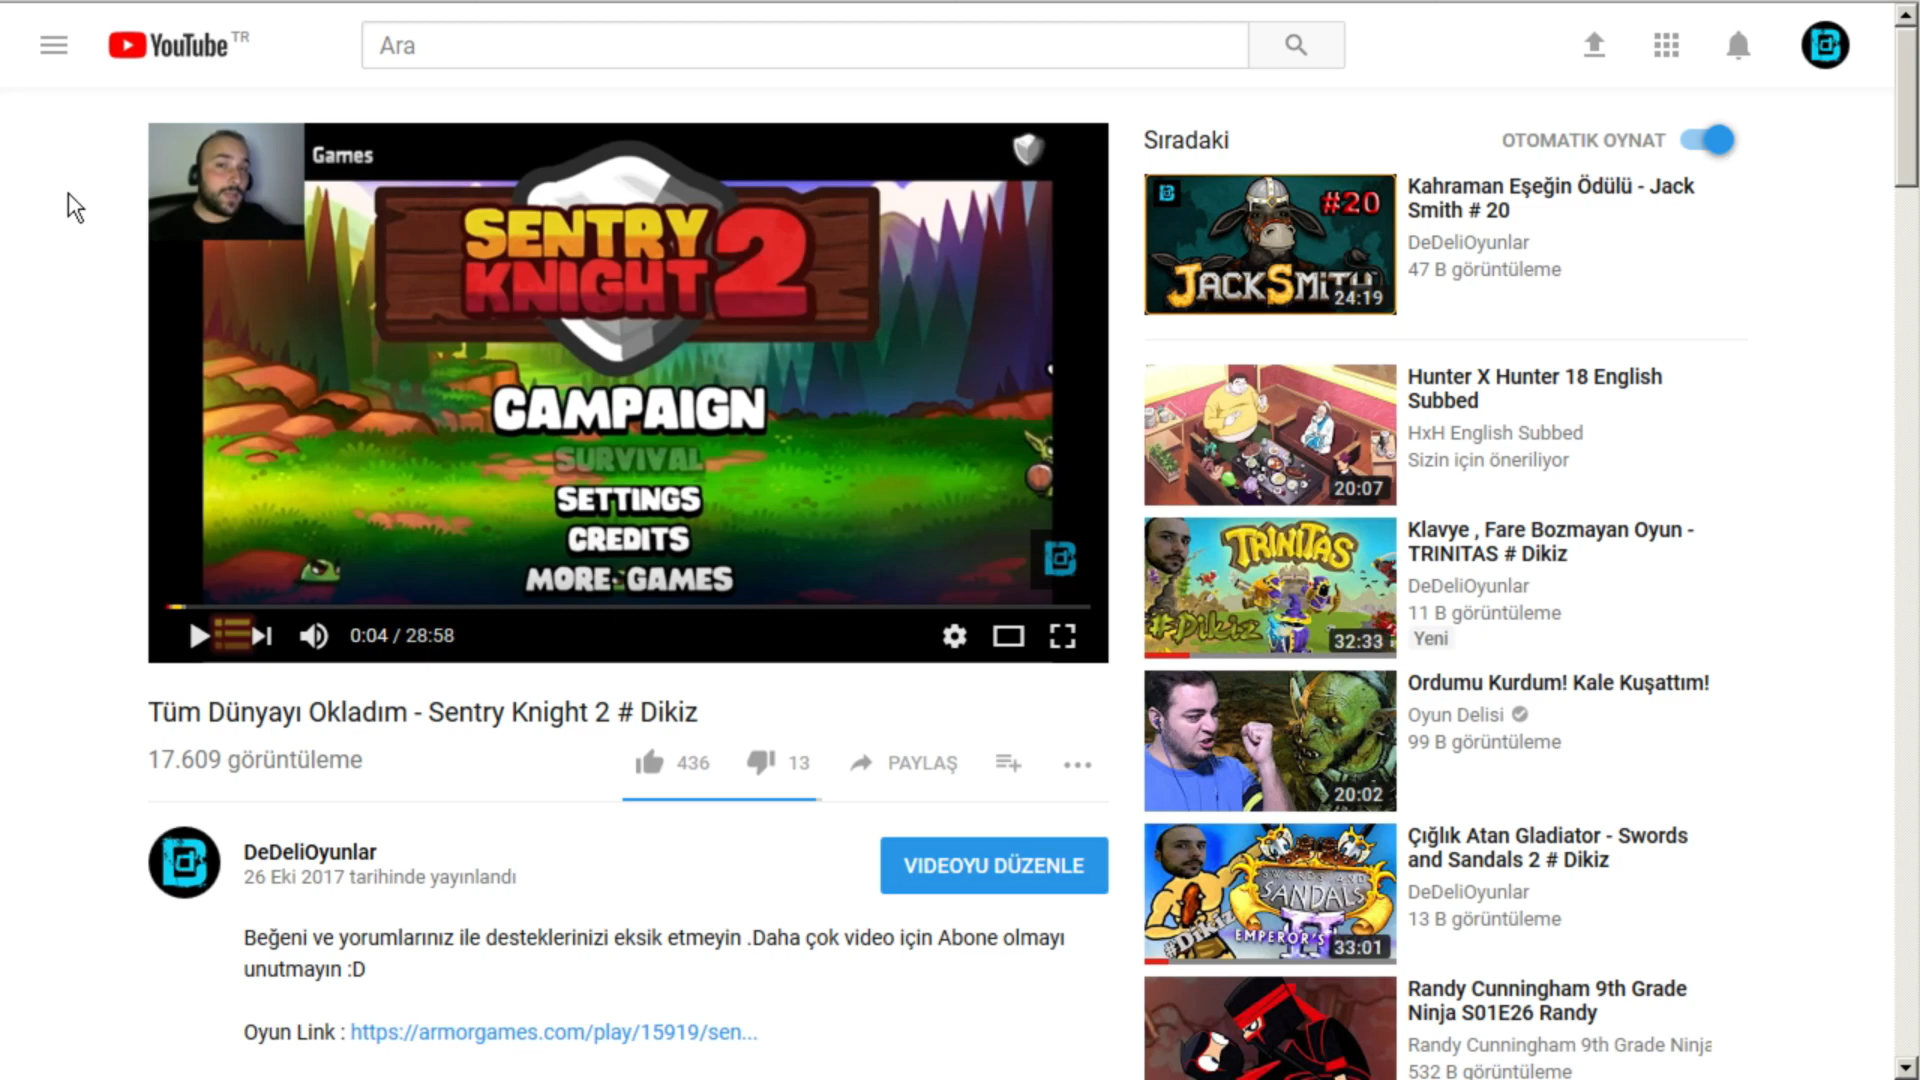 YouTube TR
Ara
Games
SENTRY
KNIGHT 2
CAMPAIGN
SURVIVAL
SETTINGS
CREDITS
MORE GAMES
0:04 / 28:58
Tüm Dünyayı Okladım - Sentry Knight 2 # Dikiz
17.609 görüntüleme
436
13
PAYLAŞ
DeDeliOyunlar
26 Eki 2017 tarihinde yayınlandı
VIDEOYU DÜZENLE
Beğeni ve yorumlarınız ile desteklerinizi eksik etmeyin .Daha çok video için Abone olmayı
unutmayın :D
Oyun Link : https://armorgames.com/play/15919/sen...
Sıradaki
OTOMATIK OYNAT
#20
JACKSMITH
24:19
Kahraman Eşeğin Ödülü - Jack
Smith # 20
DeDeliOyunlar
47 B görüntüleme
20:07
Hunter X Hunter 18 English
Subbed
HxH English Subbed
Sizin için öneriliyor
TRINITAS
#Dikiz
32:33
Klavye , Fare Bozmayan Oyun -
TRINITAS # Dikiz
DeDeliOyunlar
11 B görüntüleme
Yeni
20:02
Ordumu Kurdum! Kale Kuşattım!
Oyun Delisi
99 B görüntüleme
SWORDS AND
SANDALS
II
EMPEROR'S
#Dikiz
33:01
Çığlık Atan Gladiator - Swords
and Sandals 2 # Dikiz
DeDeliOyunlar
13 B görüntüleme
Randy Cunningham 9th Grade
Ninja S01E26 Randy
Randy Cunningham 9th Grade Ninja
532 B görüntüleme